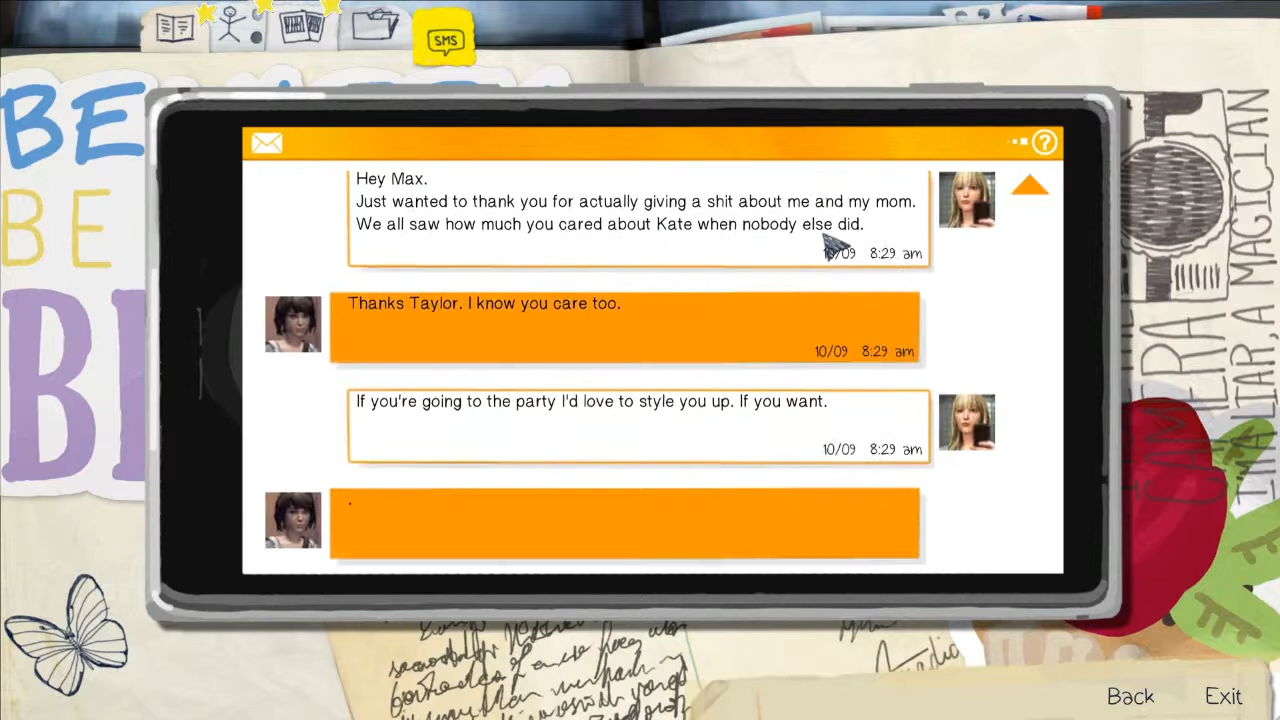 SMS
BE
BE
Hey Max.
Just wanted to thank you for actually giving a shit about me and my mom.
We all saw how much you cared about Kate when nobody else did.
10/09 8:29 am
Thanks Taylor. I know you care too.
10/09 8:29 am
If you're going to the party I'd love to style you up. If you want.
10/09 8:29 am
.
A LIAR, A MAGICIAN
Back
Exit